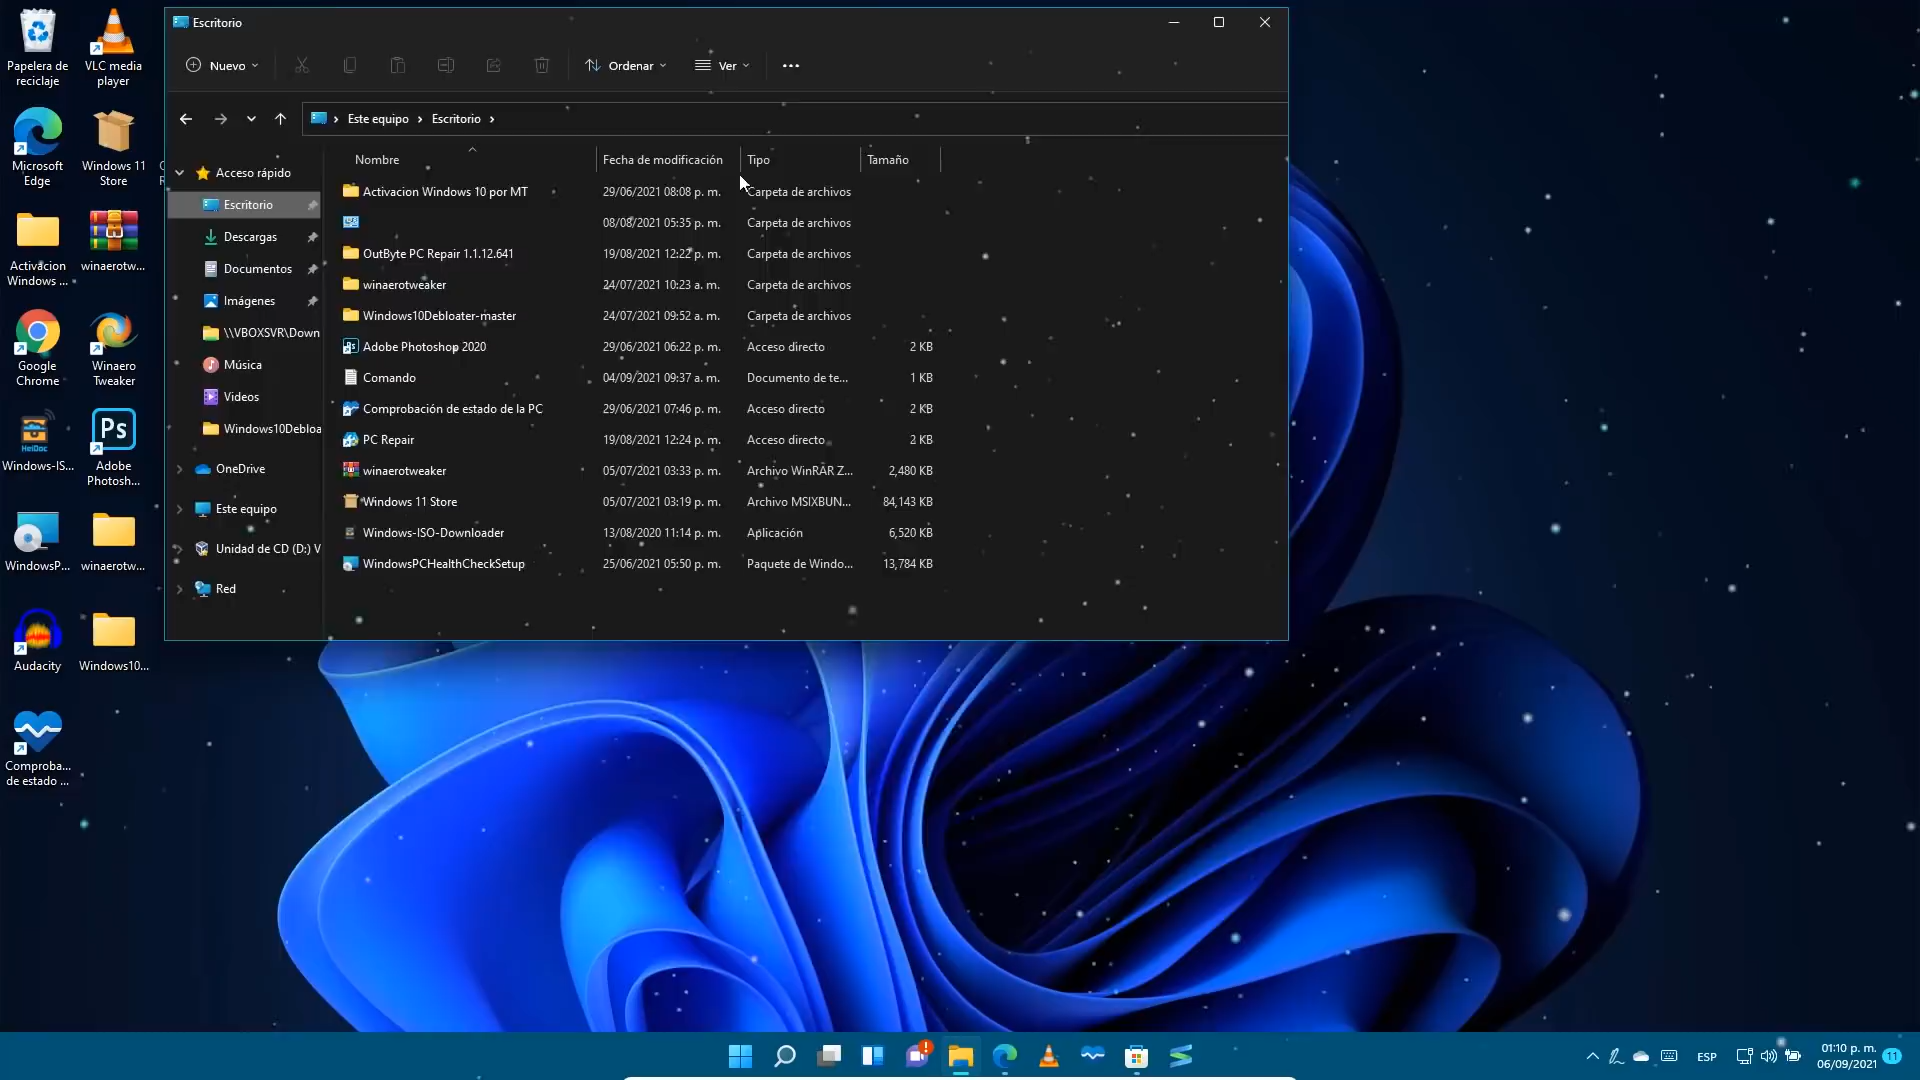 Papelera de
reciclaje
VLC media
player
Microsoft
Edge
Windows 11
Store
Activacion
Windows ...
winaerotw...
Google
Chrome
Winaero
Tweaker
HeiDoc
Windows-IS...
Ps
Adobe
Photosh...
WindowsP...
winaerotw...
Audacity
Windows10...
Comproba...
de estado ...
Escritorio
Nuevo
Ordenar
Ver
Este equipo
Escritorio
Acceso rápido
Escritorio
Descargas
Documentos
Imágenes
\\VBOXSVR\Down
Música
Videos
Windows10Debloa
OneDrive
Este equipo
Unidad de CD (D:) V
Red
Nombre Fecha de modificación Tipo Tamaño
Activacion Windows 10 por MT 29/06/2021 08:08 p. m. Carpeta de archivos
08/08/2021 05:35 p. m. Carpeta de archivos
OutByte PC Repair 1.1.12.641 19/08/2021 12:22 p. m. Carpeta de archivos
winaerotweaker 24/07/2021 10:23 a. m. Carpeta de archivos
Windows10Debloater-master 24/07/2021 09:52 a. m. Carpeta de archivos
Adobe Photoshop 2020 29/06/2021 06:22 p. m. Acceso directo 2 KB
Comando 04/09/2021 09:37 a. m. Documento de te... 1 KB
Comprobación de estado de la PC 29/06/2021 07:46 p. m. Acceso directo 2 KB
PC Repair 19/08/2021 12:24 p. m. Acceso directo 2 KB
winaerotweaker 05/07/2021 03:33 p. m. Archivo WinRAR Z... 2,480 KB
Windows 11 Store 05/07/2021 03:19 p. m. Archivo MSIXBUN... 84,143 KB
Windows-ISO-Downloader 13/08/2020 11:14 p. m. Aplicación 6,520 KB
WindowsPCHealthCheckSetup 25/06/2021 05:50 p. m. Paquete de Windo... 13,784 KB
ESP
01:10 p. m.
06/09/2021
11